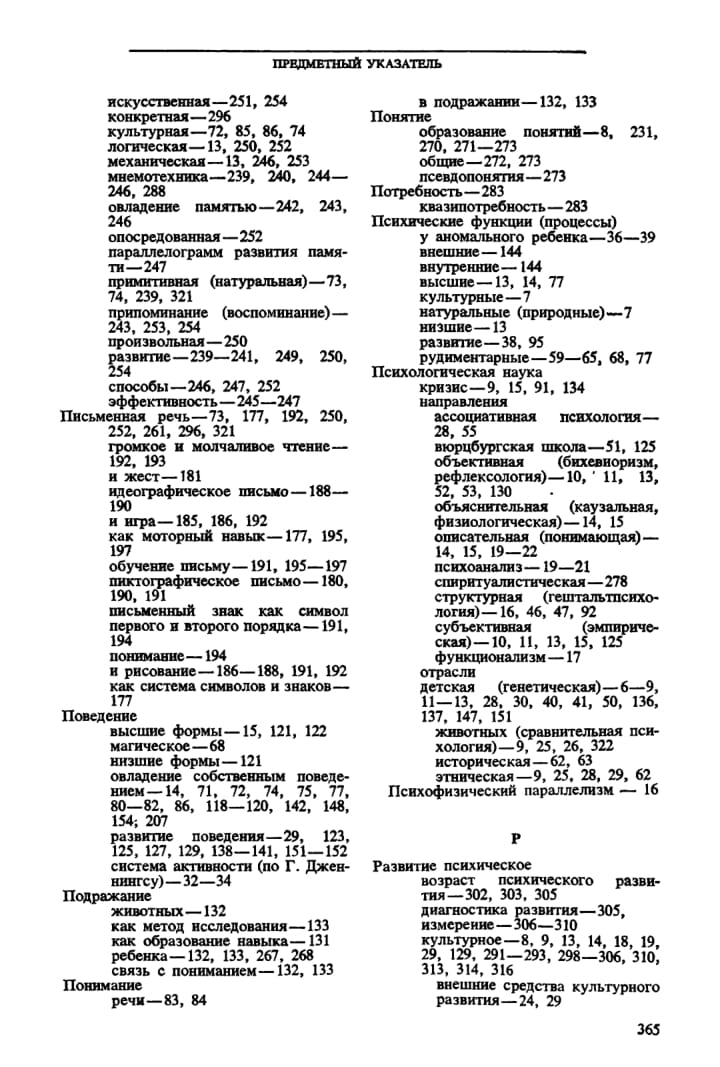 ПРЕДМЕТНЫЙ УКАЗАТЕЛЬ
искусственная—251, 254
конкретная—296
культурная—72, 85, 86, 74
логическая—13, 250, 252
механическая—13, 246, 253
мнемотехника—239, 240, 244—
246, 288
овладение памятью—242, 243,
246
опосредованная—252
параллелограмм развития памя-
ти—247
примитивная (натуральная)—73,
74, 239, 321
припоминание (воспоминание)—
243, 253, 254
произвольная—250
развитие—239—241, 249, 250,
254
способы—246, 247, 252
эффективность—245—247
Письменная речь—73, 177, 192, 250,
252, 261, 296, 321
громкое и молчаливое чтение—
192, 193
и жест—181
идеографическое письмо—188—
190
и игра—185, 186, 192
как моторный навык—177, 195,
197
обучение письму—191, 195—197
пиктографическое письмо—180,
190, 191
письменный знак как символ
первого и второго порядка—191,
194
понимание—194
и рисование—186—188, 191, 192
как система символов и знаков—
177
Поведение
высшие формы—15, 121, 122
магическое—68
низшие формы—121
овладение собственным поведе-
нием—14, 71, 72, 74, 75, 77,
80—82, 86, 118—120, 142, 148,
154; 207
развитие поведения—29, 123,
125, 127, 129, 138—141, 151—152
система активности (по Г. Джен-
нингсу)—32—34
Подражание
животных—132
как метод исследования—133
как образование навыка—131
ребенка—132, 133, 267, 268
связь с пониманием—132, 133
Понимание
речи—83, 84
в подражании—132, 133
Понятие
образование понятий—8, 231,
270, 271—273
общие—272, 273
псевдопонятия—273
Потребность—283
квазипотребность—283
Психические функции (процессы)
у аномального ребенка—36—39
внешние—144
внутренние—144
высшие—13, 14, 77
культурные—7
натуральные (природные)—7
низшие—13
развитие—38, 95
рудиментарные—59—65, 68, 77
Психологическая наука
кризис—9, 15, 91, 134
направления
ассоциативная психология—
28, 55
вюрцбургская школа—51, 125
объективная (бихевиоризм,
рефлексология)—10, 11, 13,
52, 53, 130
объяснительная (каузальная,
физиологическая)—14, 15
описательная (понимающая)—
14, 15, 19—22
психоанализ—19—21
спиритуалистическая—278
структурная (гештальтпсихо-
логия)—16, 46, 47, 92
субъективная (эмпириче-
ская)—10, 11, 13, 15, 125
функционализм—17
отрасли
детская (генетическая)—6—9,
11—13, 28, 30, 40, 41, 50, 136,
137, 147, 151
животных (сравнительная пси-
хология)—9, 25, 26, 322
историческая—62, 63
этническая—9, 25, 28, 29, 62
Психофизический параллелизм — 16
Р
Развитие психическое
возраст психического разви-
тия—302, 303, 305
диагностика развития—305,
измерение—306—310
культурное—8, 9, 13, 14, 18, 19,
29, 129, 291—293, 298—306, 310,
313, 314, 316
внешние средства культурного
развития—24, 29
365